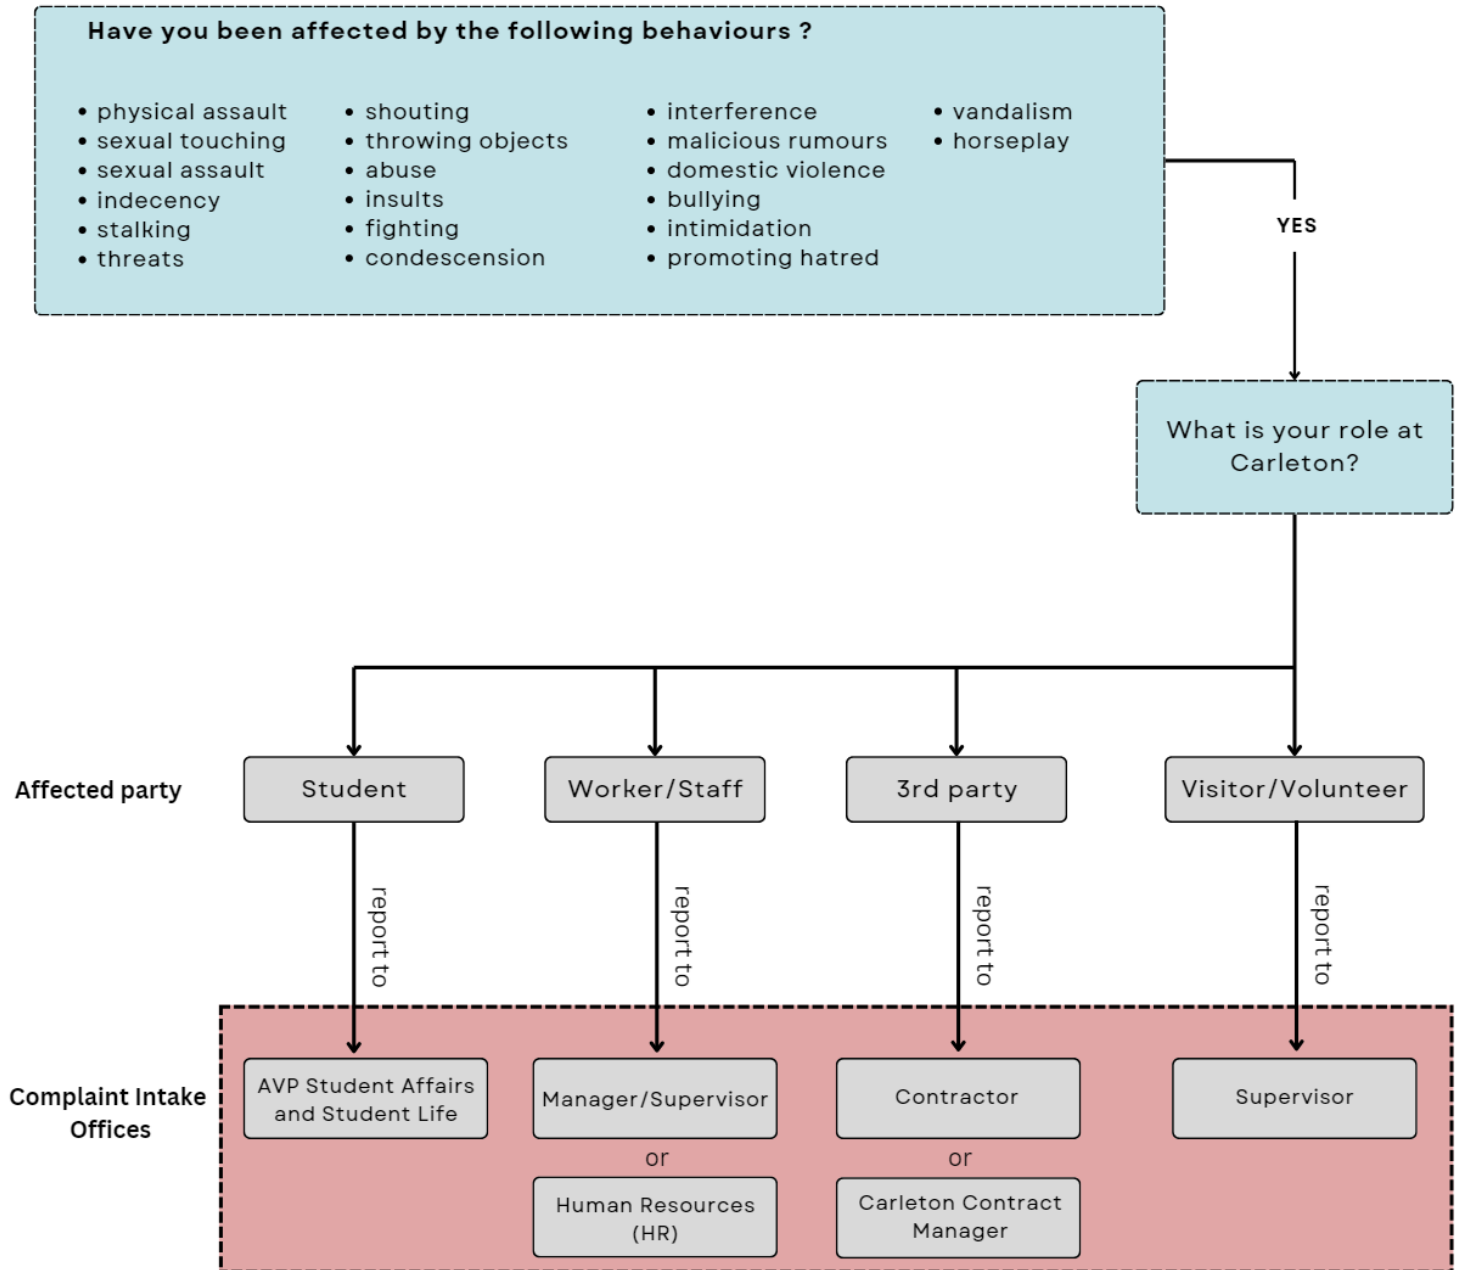 Have you been affected by the following behaviours ?
• physical assault
• sexual touching
• sexual assault
• indecency
• stalking
• threats
• shouting
• throwing objects
• abuse
• insults
• fighting
• condescension
• interference
• malicious rumours
• domestic violence
• bullying
• intimidation
• promoting hatred
• vandalism
• horseplay
YES
What is your role at
Carleton?
Affected party
Student
Worker/Staff
3rd party
Visitor/Volunteer
report to
report to
report to
report to
Complaint Intake
Offices
AVP Student Affairs
and Student Life
Manager/Supervisor
or
Human Resources
(HR)
Contractor
or
Carleton Contract
Manager
Supervisor